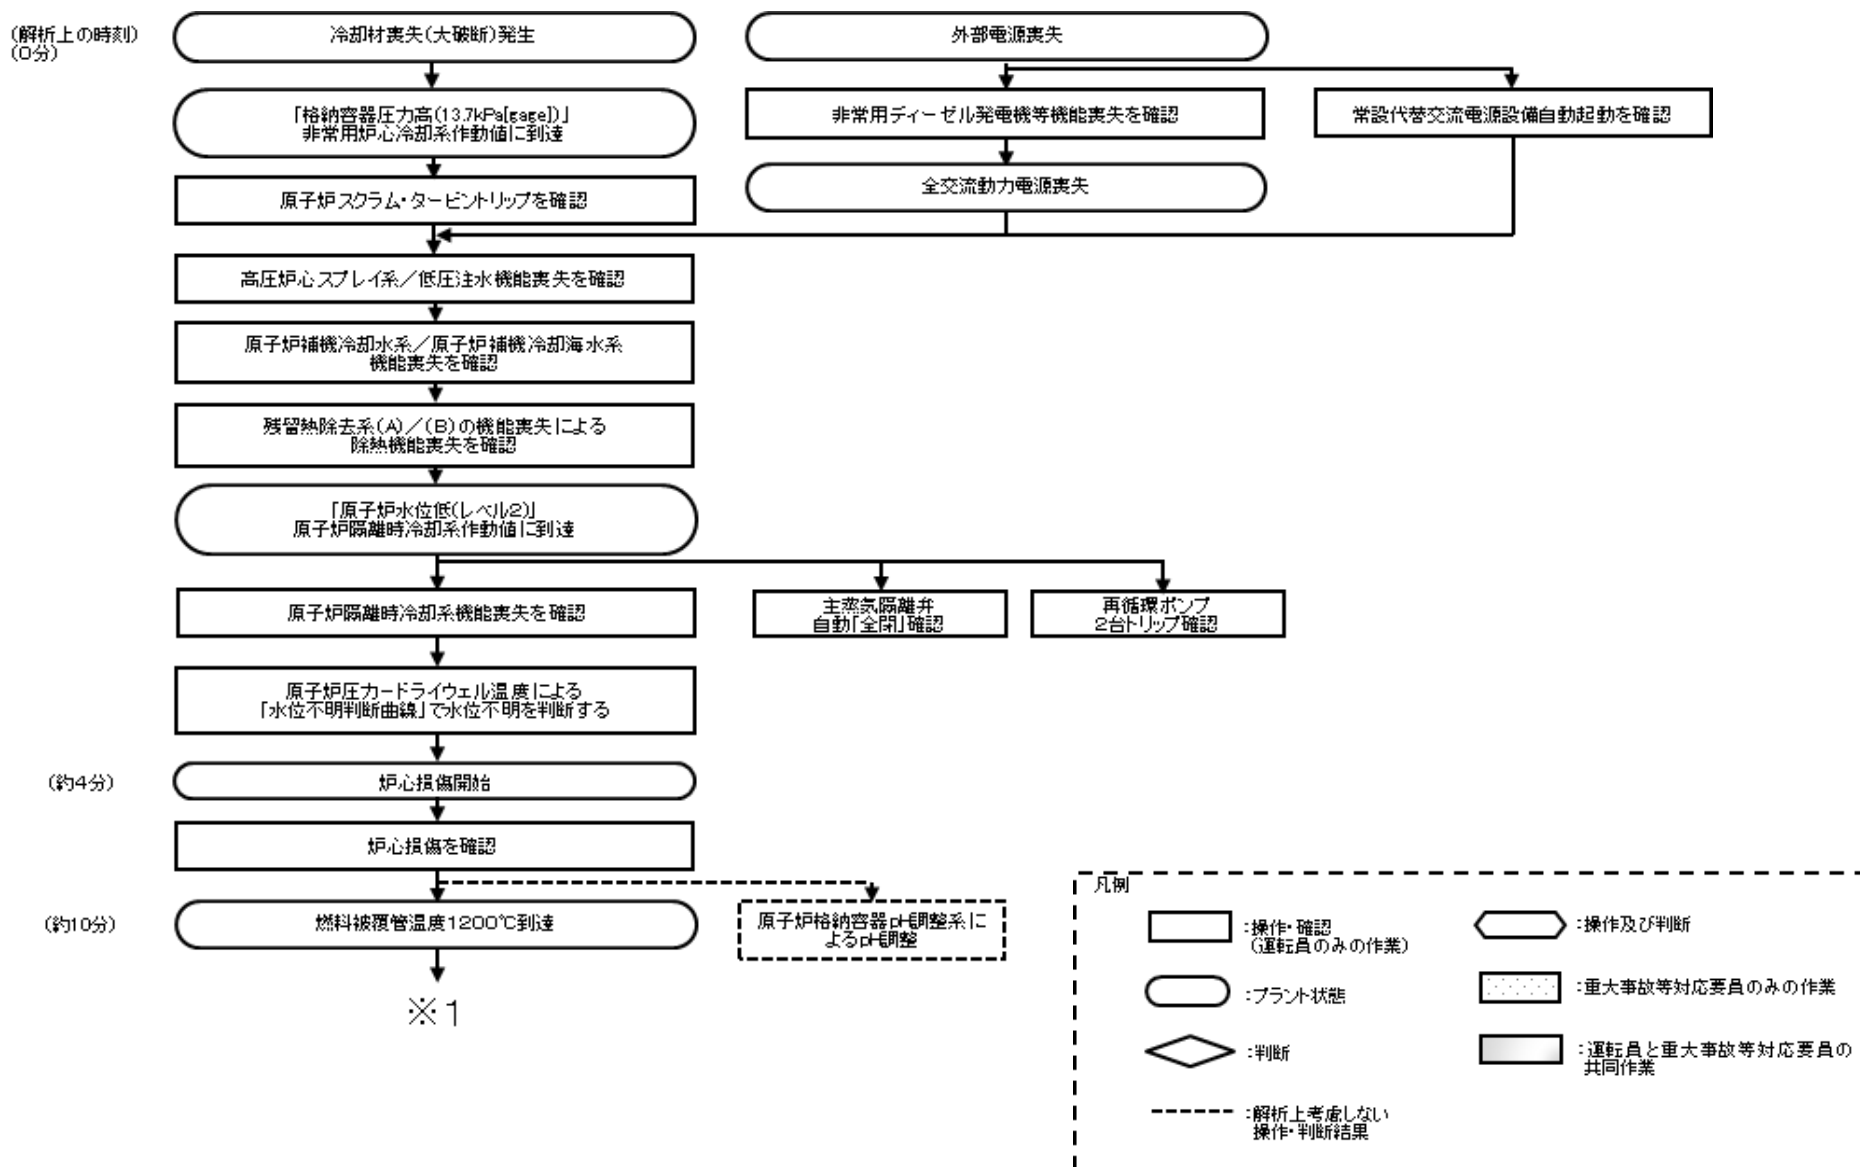 (解析上の時刻)
(0分)
冷却材喪失(大破断)発生
外部電源喪失
「格納容器圧力高(13.7kPa[gage])」
非常用炉心冷却系作動値に到達
非常用ディーゼル発電機等機能喪失を確認
常設代替交流電源設備自動起動を確認
原子炉スクラム・タービントリップを確認
全交流動力電源喪失
高圧炉心スプレイ系/低圧注水機能喪失を確認
原子炉補機冷却水系/原子炉補機冷却海水系
機能喪失を確認
残留熱除去系(A)/(B)の機能喪失による
除熱機能喪失を確認
「原子炉水位低(レベル2)」
原子炉隔離時冷却系作動値に到達
原子炉隔離時冷却系機能喪失を確認
主蒸気隔離弁
自動「全閉」確認
再循環ポンプ
2台トリップ確認
原子炉圧力-ドライウェル温度による
「水位不明判断曲線」で水位不明を判断する
(約4分)
炉心損傷開始
炉心損傷を確認
(約10分)
燃料被覆管温度1200℃到達
原子炉格納容器pH調整系に
よるpH調整
※1
凡例
:操作・確認
(運転員のみの作業)
:操作及び判断
:プラント状態
:重大事故等対応要員のみの作業
:判断
:運転員と重大事故等対応要員の
共同作業
:解析上考慮しない
操作・判断結果